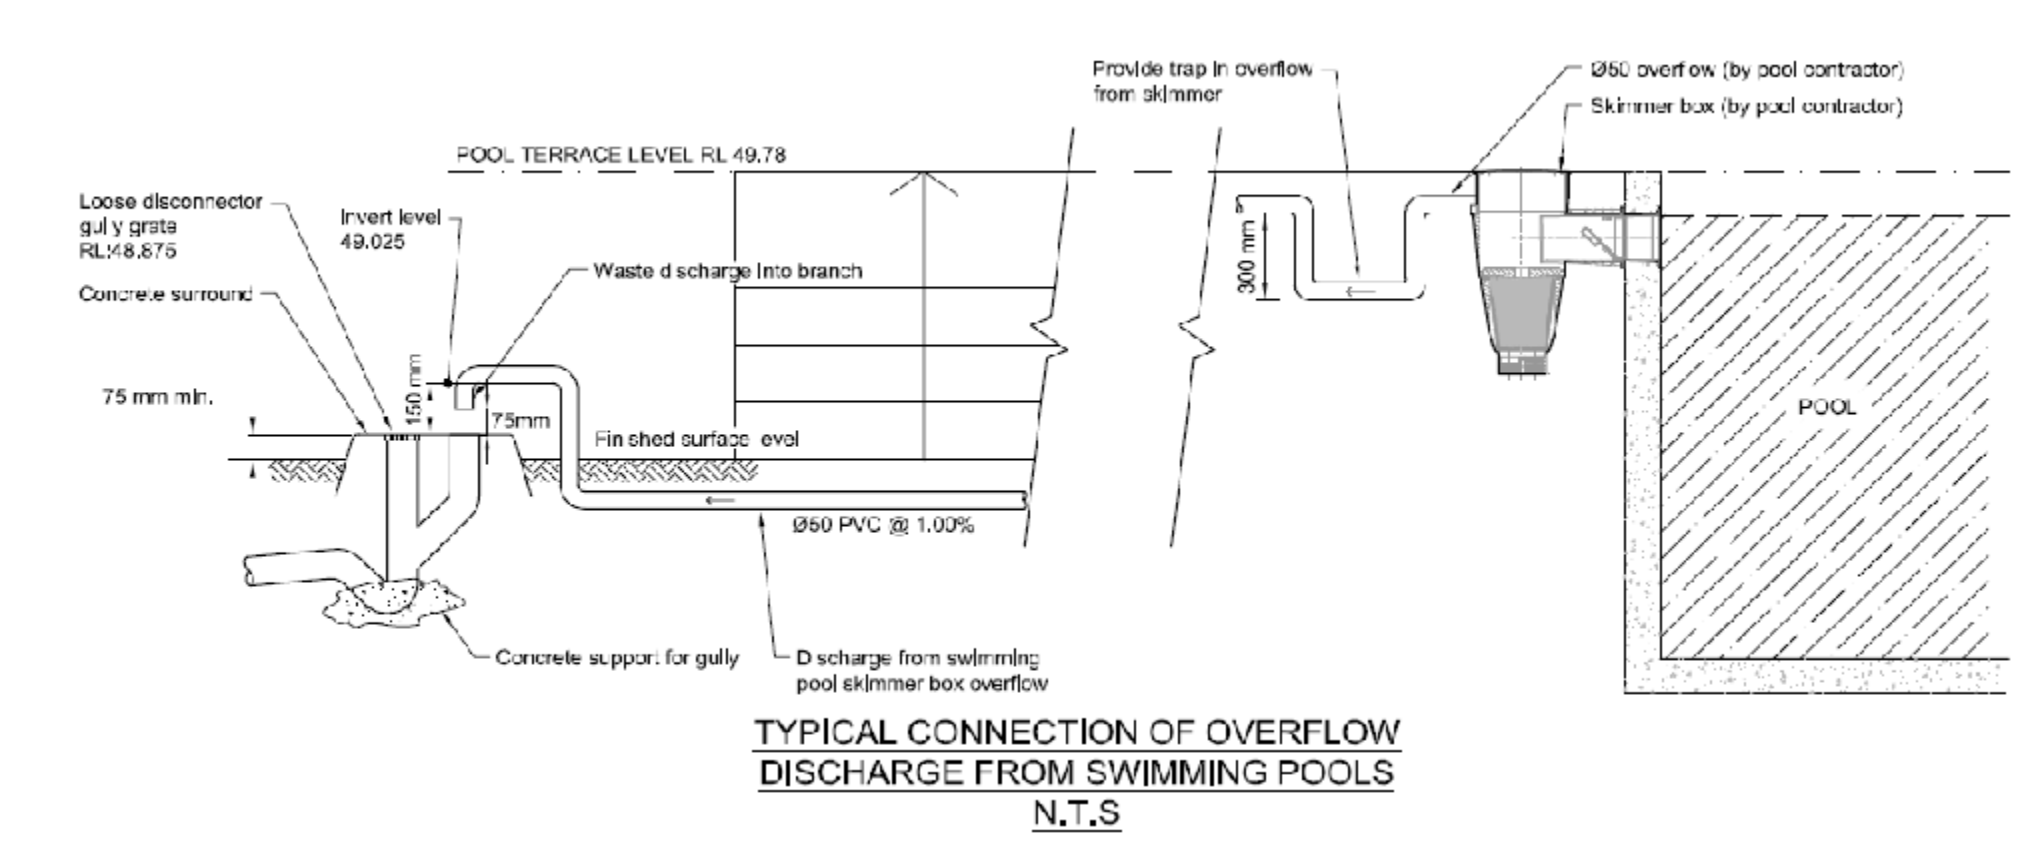 Provide trap in overflow
from skimmer
Ø50 overflow (by pool contractor)
Skimmer box (by pool contractor)
POOL TERRACE LEVEL RL 49.78
Loose disconnector
gully grate
RL:48.875
Invert level
49.025
Concrete surround
Waste discharge into branch
300 mm
150 mm
75 mm min.
75mm
Finished surface level
POOL
Ø50 PVC @ 1.00%
Concrete support for gully
Discharge from swimming
pool skimmer box overflow
TYPICAL CONNECTION OF OVERFLOW
DISCHARGE FROM SWIMMING POOLS
N.T.S